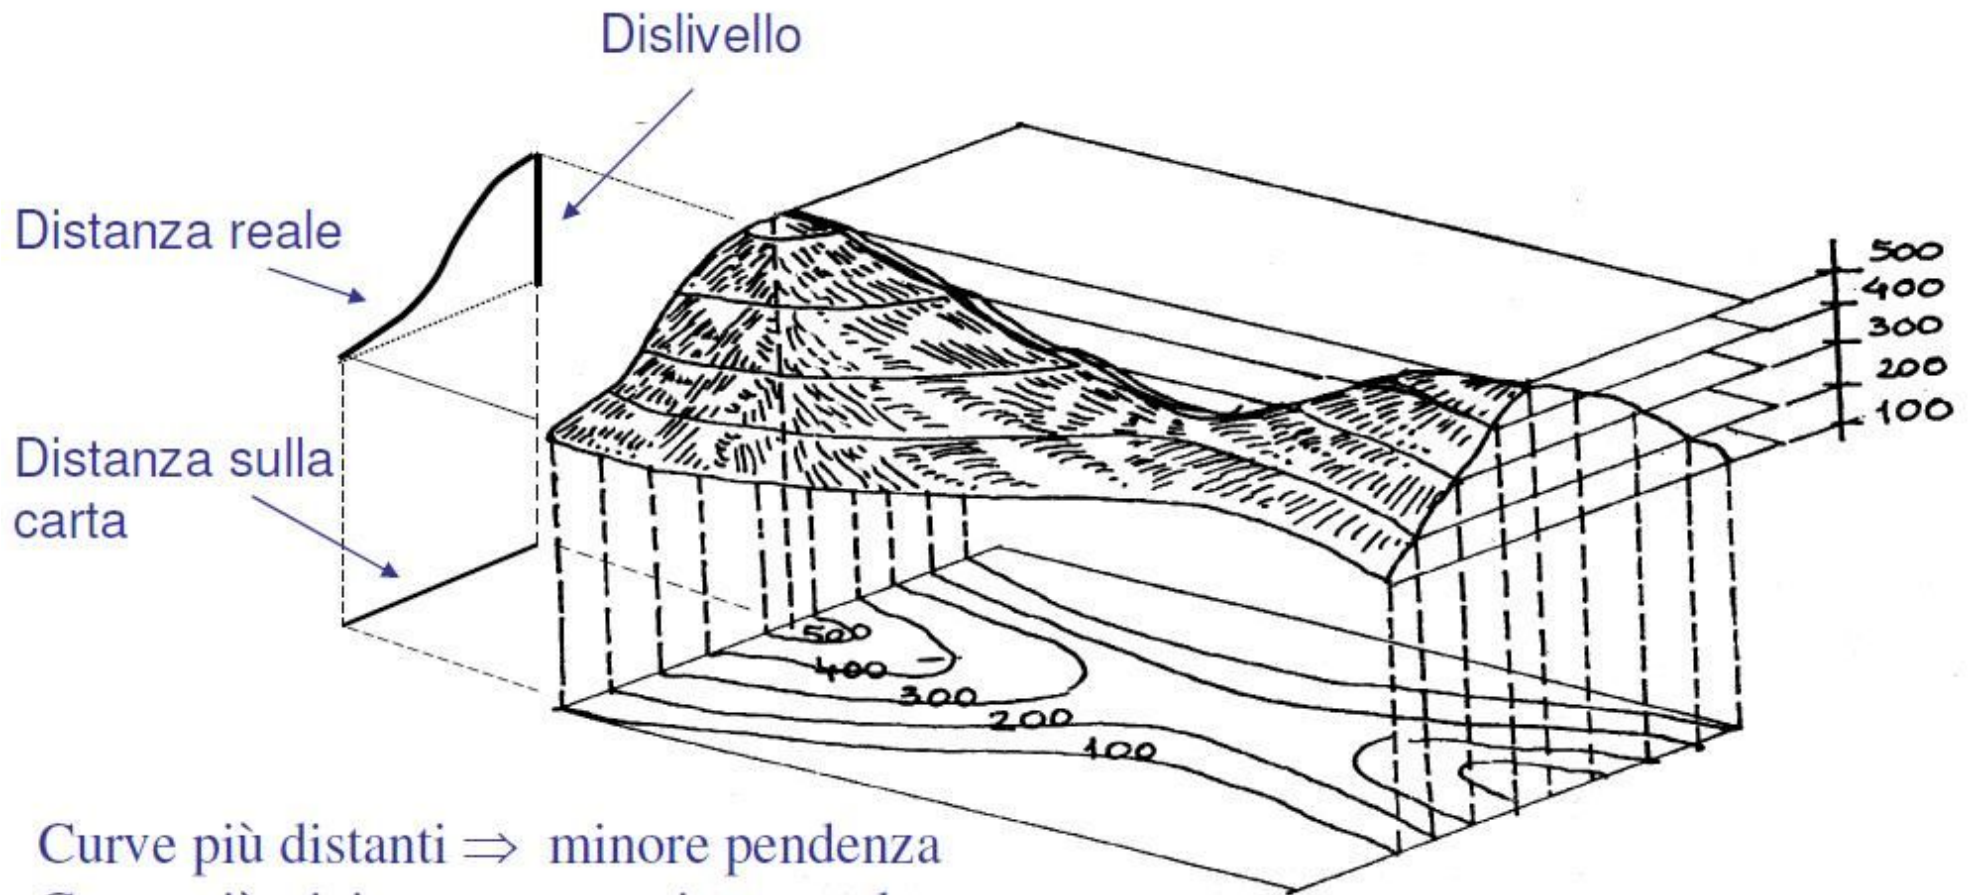 Dislivello
Distanza reale
Distanza sulla
carta
500
400
300
200
100
500
400
300
200
100
Curve più distanti ⇒ minore pendenza